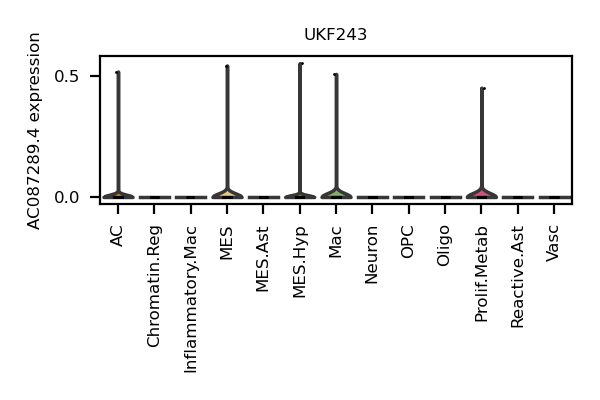 UKF243
AC087289.4 expression
0.5
0.0
AC
Chromatin.Reg
Inflammatory.Mac
MES
MES.Ast
MES.Hyp
Mac
Neuron
OPC
Oligo
Prolif.Metab
Reactive.Ast
Vasc